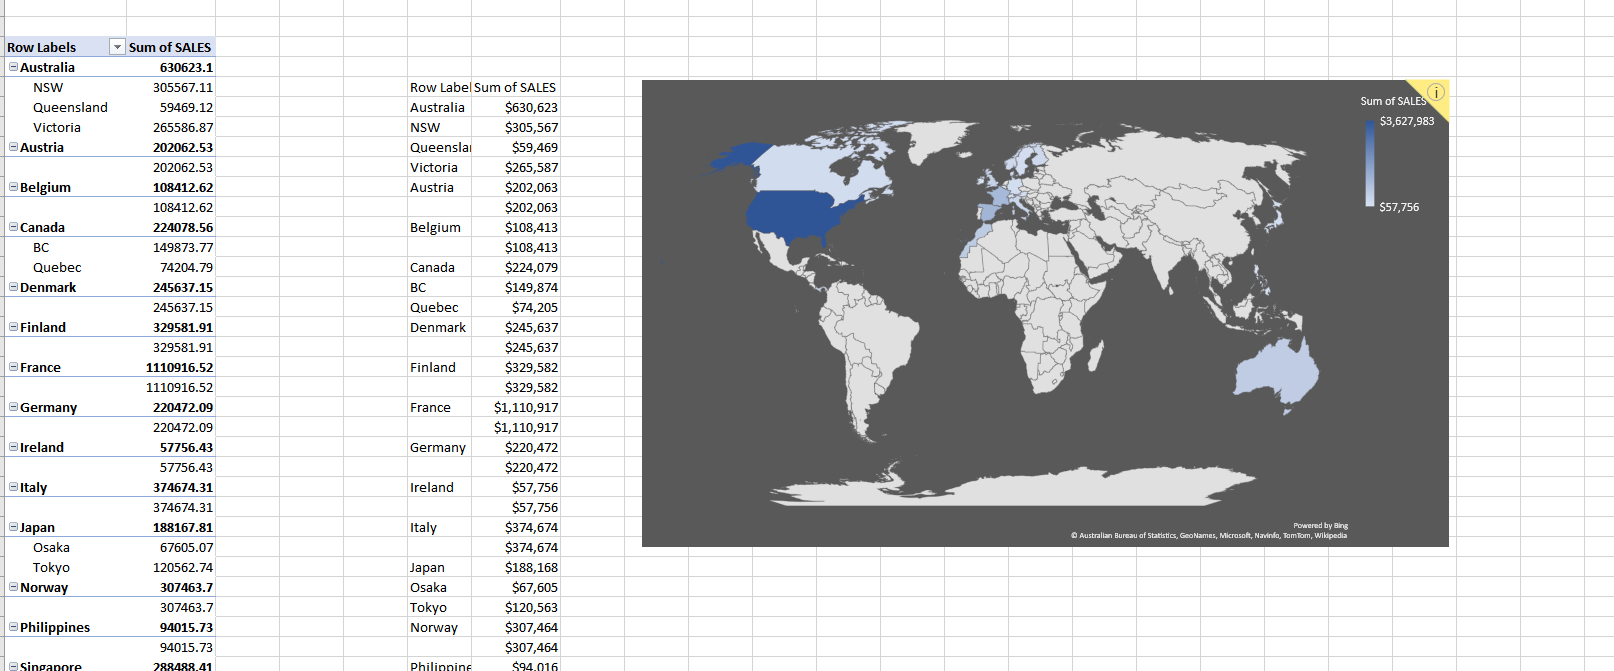 Row Labels Sum of SALES
Australia 630623.1
NSW 305567.11
Queensland 59469.12
Victoria 265586.87
Austria 202062.53
202062.53
Belgium 108412.62
108412.62
Canada 224078.56
BC 149873.77
Quebec 74204.79
Denmark 245637.15
245637.15
Finland 329581.91
329581.91
France 1110916.52
1110916.52
Germany 220472.09
220472.09
Ireland 57756.43
57756.43
Italy 374674.31
374674.31
Japan 188167.81
Osaka 67605.07
Tokyo 120562.74
Norway 307463.7
307463.7
Philippines 94015.73
94015.73
Singapore 288488.41
Row Label Sum of SALES
Australia $630,623
NSW $305,567
Queensla $59,469
Victoria $265,587
Austria $202,063
$202,063
Belgium $108,413
$108,413
Canada $224,079
BC $149,874
Quebec $74,205
Denmark $245,637
$245,637
Finland $329,582
$329,582
France $1,110,917
$1,110,917
Germany $220,472
$220,472
Ireland $57,756
$57,756
Italy $374,674
$374,674
Japan $188,168
Osaka $67,605
Tokyo $120,563
Norway $307,464
$307,464
Philippine $94,016
Sum of SALES
$3,627,983
$57,756
Powered by Bing
© Australian Bureau of Statistics, GeoNames, Microsoft, Navinfo, TomTom, Wikipedia